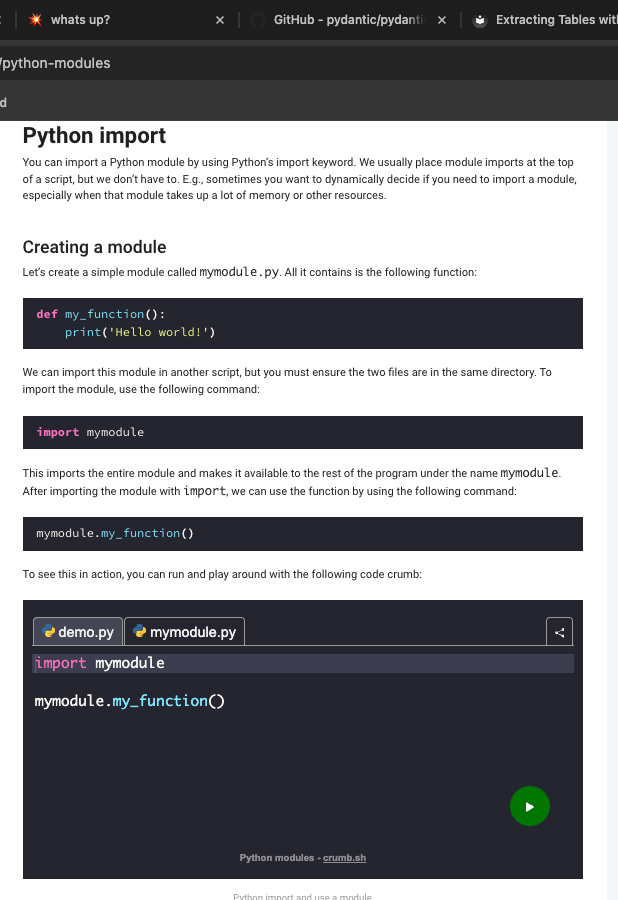 whats up?
GitHub - pydantic/pydanti
Extracting Tables wit
/python-modules
d
Python import
You can import a Python module by using Python's import keyword. We usually place module imports at the top
of a script, but we don't have to. E.g., sometimes you want to dynamically decide if you need to import a module,
especially when that module takes up a lot of memory or other resources.
Creating a module
Let's create a simple module called mymodule.py. All it contains is the following function:
def my_function():
    print('Hello world!')
We can import this module in another script, but you must ensure the two files are in the same directory. To
import the module, use the following command:
import mymodule
This imports the entire module and makes it available to the rest of the program under the name mymodule.
After importing the module with import, we can use the function by using the following command:
mymodule.my_function()
To see this in action, you can run and play around with the following code crumb:
demo.py mymodule.py
import mymodule
mymodule.my_function()
Python modules - crumb.sh
Python import and use a module